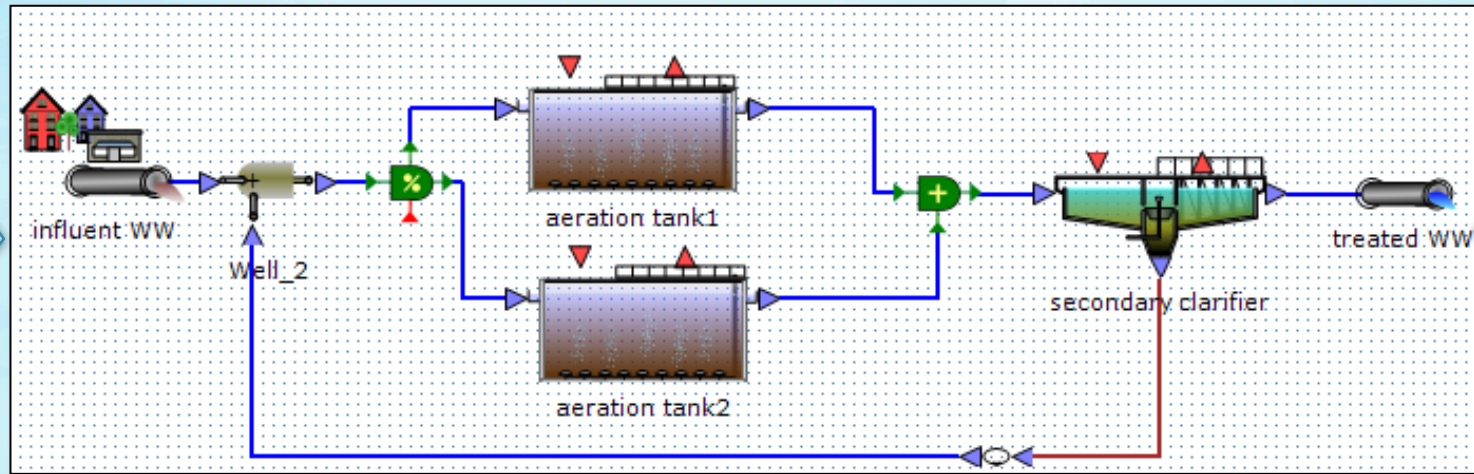 influent WW
Well_2
%
aeration tank1
aeration tank2
+
secondary clarifier
treated WW